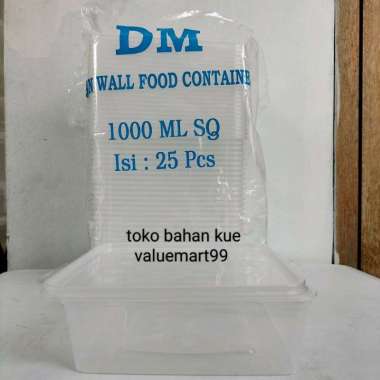 DM
WALL FOOD CONTAINE
1000 ML SQ
Isi : 25 Pcs
toko bahan kue
valuemart99